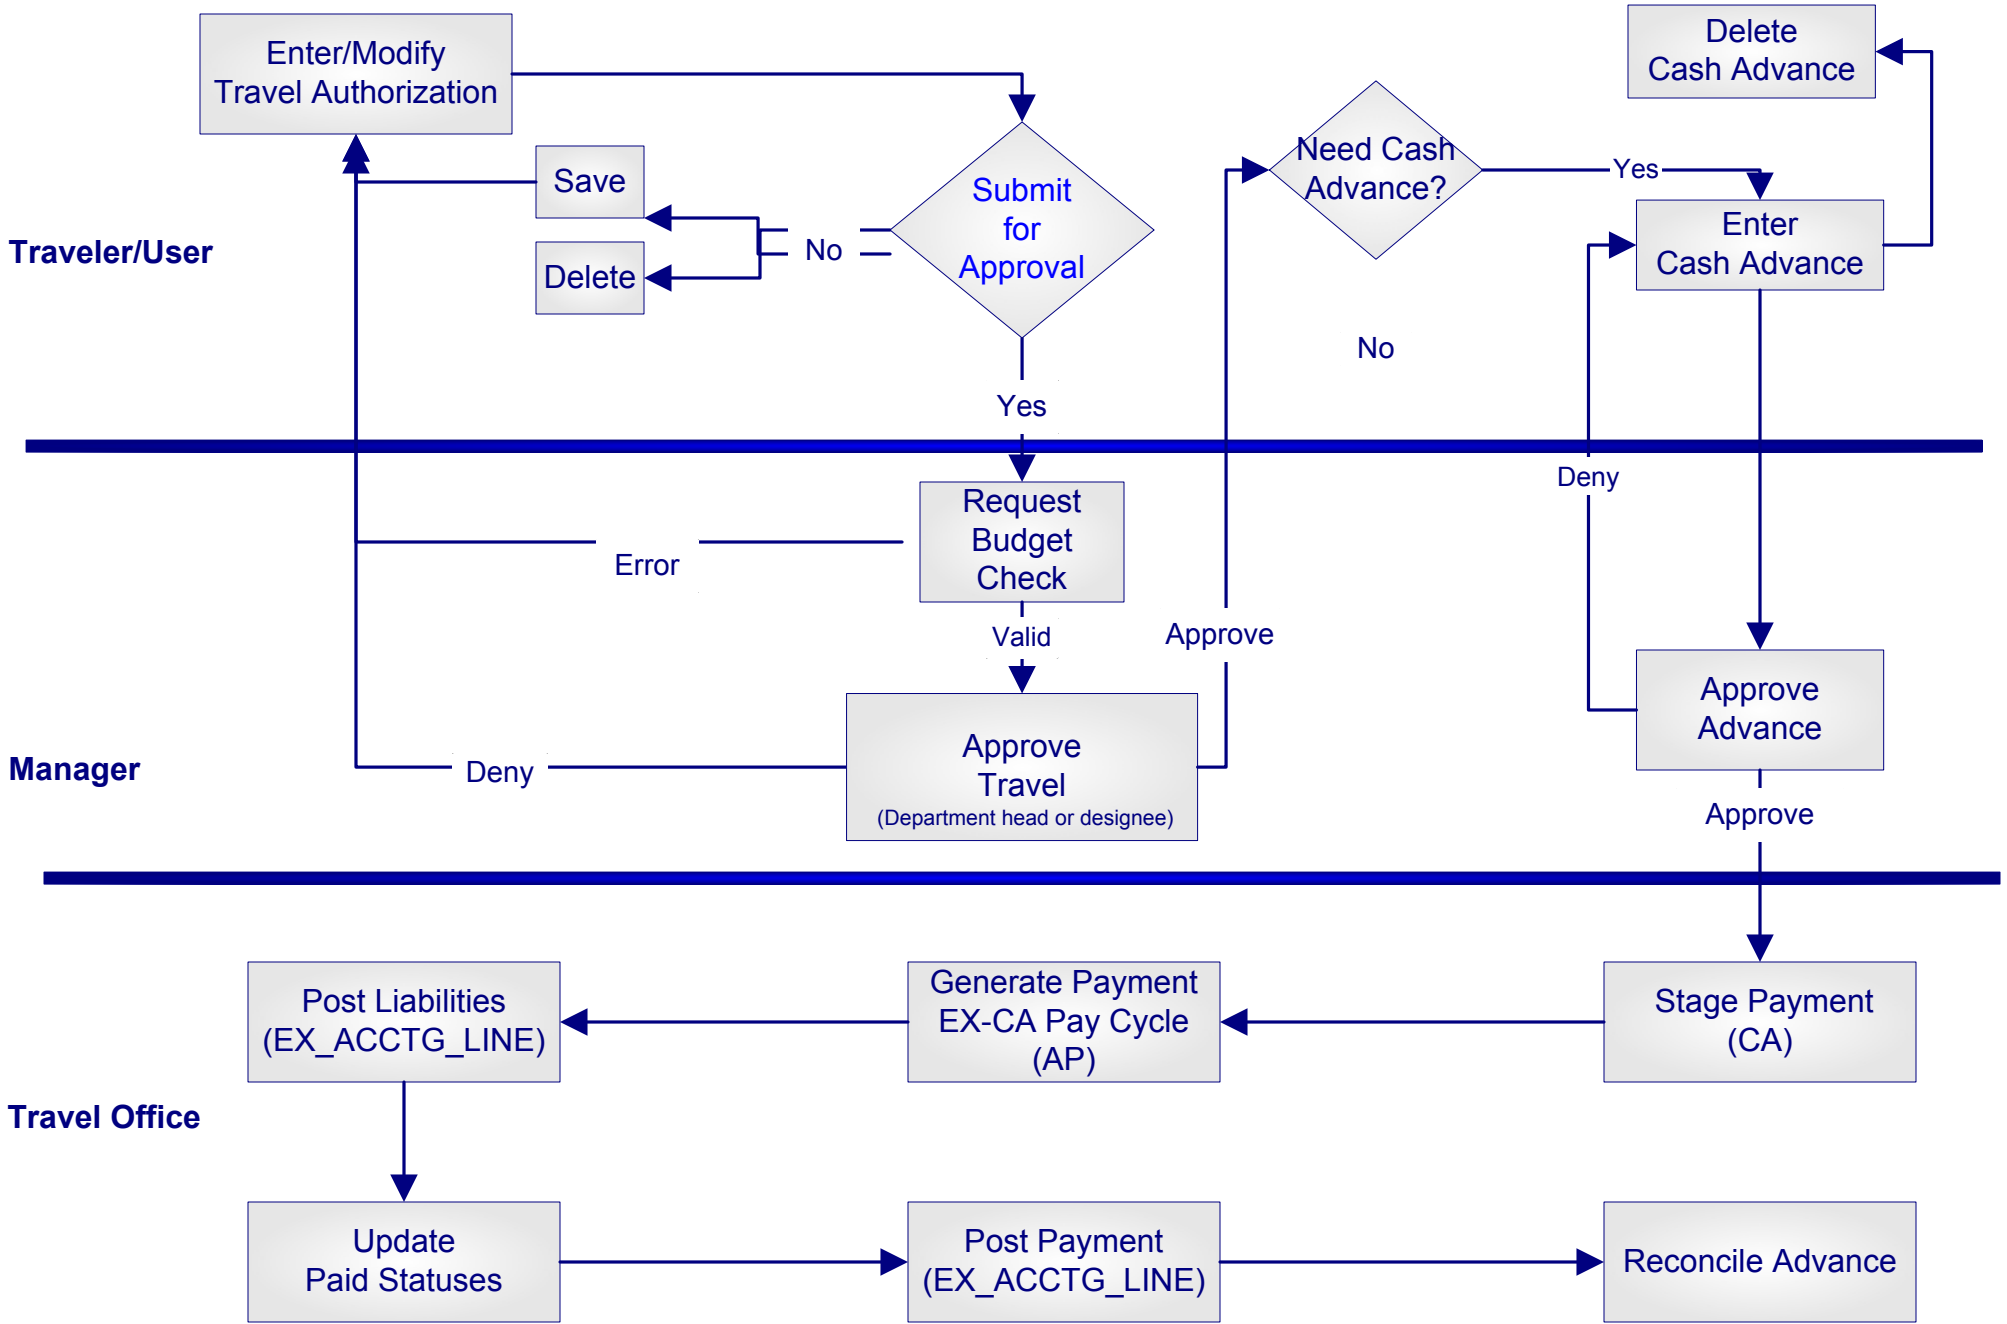 Enter/Modify
Travel Authorization
Delete
Cash Advance
Need Cash
Advance?
Yes
Save
Submit
for
Approval
Enter
Cash Advance
Traveler/User
No
Delete
No
Yes
Deny
Request
Budget
Check
Error
Valid
Approve
Approve
Advance
Approve
Travel
(Department head or designee)
Manager
Deny
Approve
Post Liabilities
(EX_ACCTG_LINE)
Generate Payment
EX-CA Pay Cycle
(AP)
Stage Payment
(CA)
Travel Office
Update
Paid Statuses
Post Payment
(EX_ACCTG_LINE)
Reconcile Advance